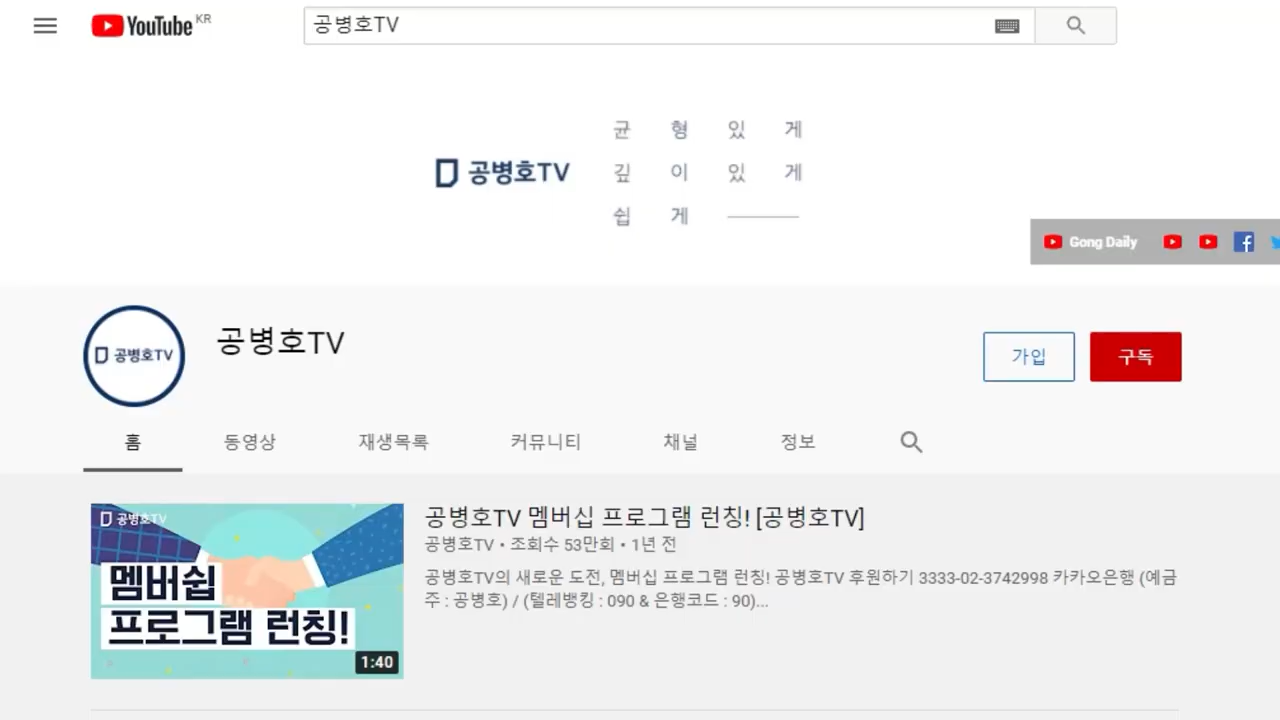 YouTube KR
공병호TV
균형있게
공병호TV
깊이있게
쉽게
Gong Daily
공병호TV
공병호TV
가입
구독
홈
동영상
재생목록
커뮤니티
채널
정보
공병호TV
멤버쉽
프로그램 런칭!
1:40
공병호TV 멤버십 프로그램 런칭! [공병호TV]
공병호TV • 조회수 53만회 • 1년 전
공병호TV의 새로운 도전, 멤버십 프로그램 런칭! 공병호TV 후원하기 3333-02-3742998 카카오은행 (예금
주 : 공병호) / (텔레뱅킹 : 090 & 은행코드 : 90)...